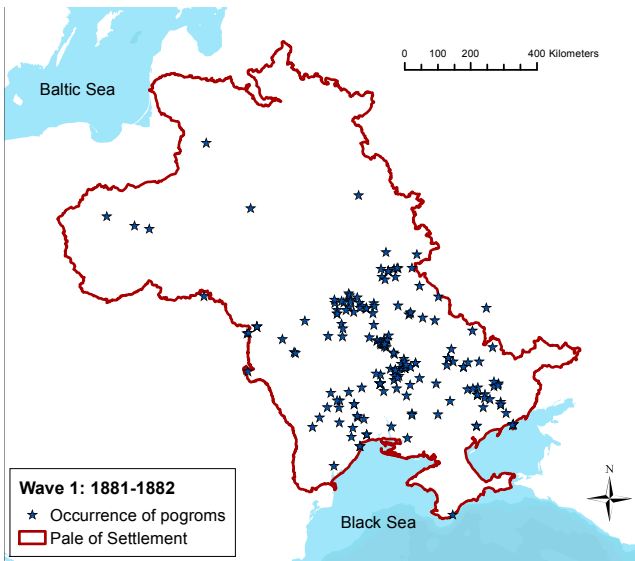 Baltic Sea
0 100 200 400 Kilometers
Wave 1: 1881-1882
Occurrence of pogroms
Pale of Settlement
Black Sea
N